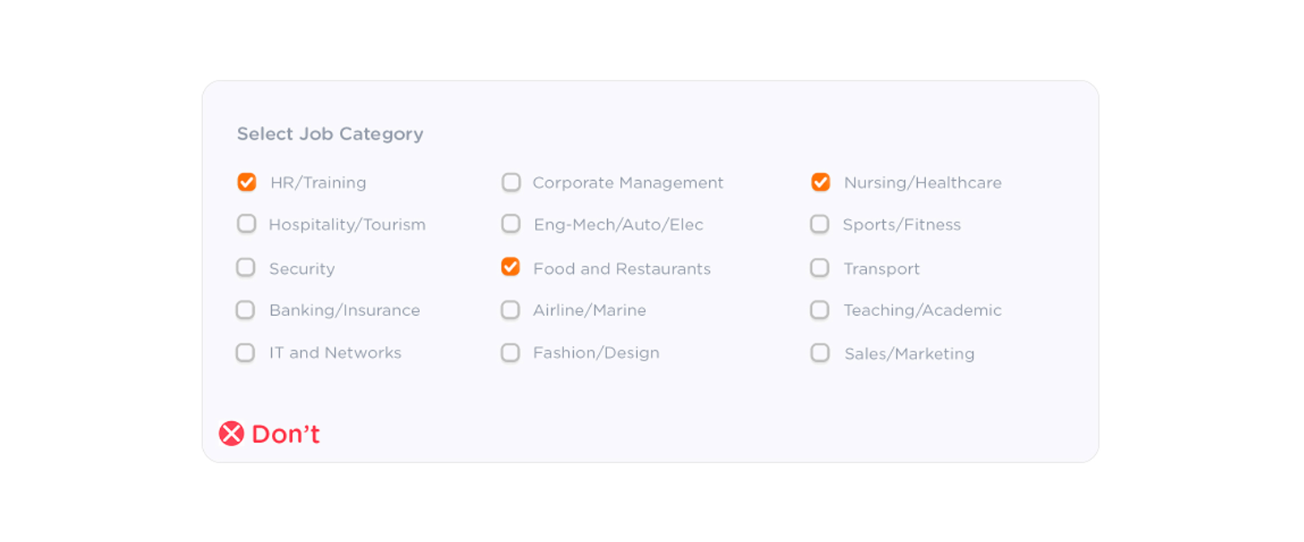 Select Job Category
HR/Training
Corporate Management
Nursing/Healthcare
Hospitality/Tourism
Eng-Mech/Auto/Elec
Sports/Fitness
Security
Food and Restaurants
Transport
Banking/Insurance
Airline/Marine
Teaching/Academic
IT and Networks
Fashion/Design
Sales/Marketing
Don’t